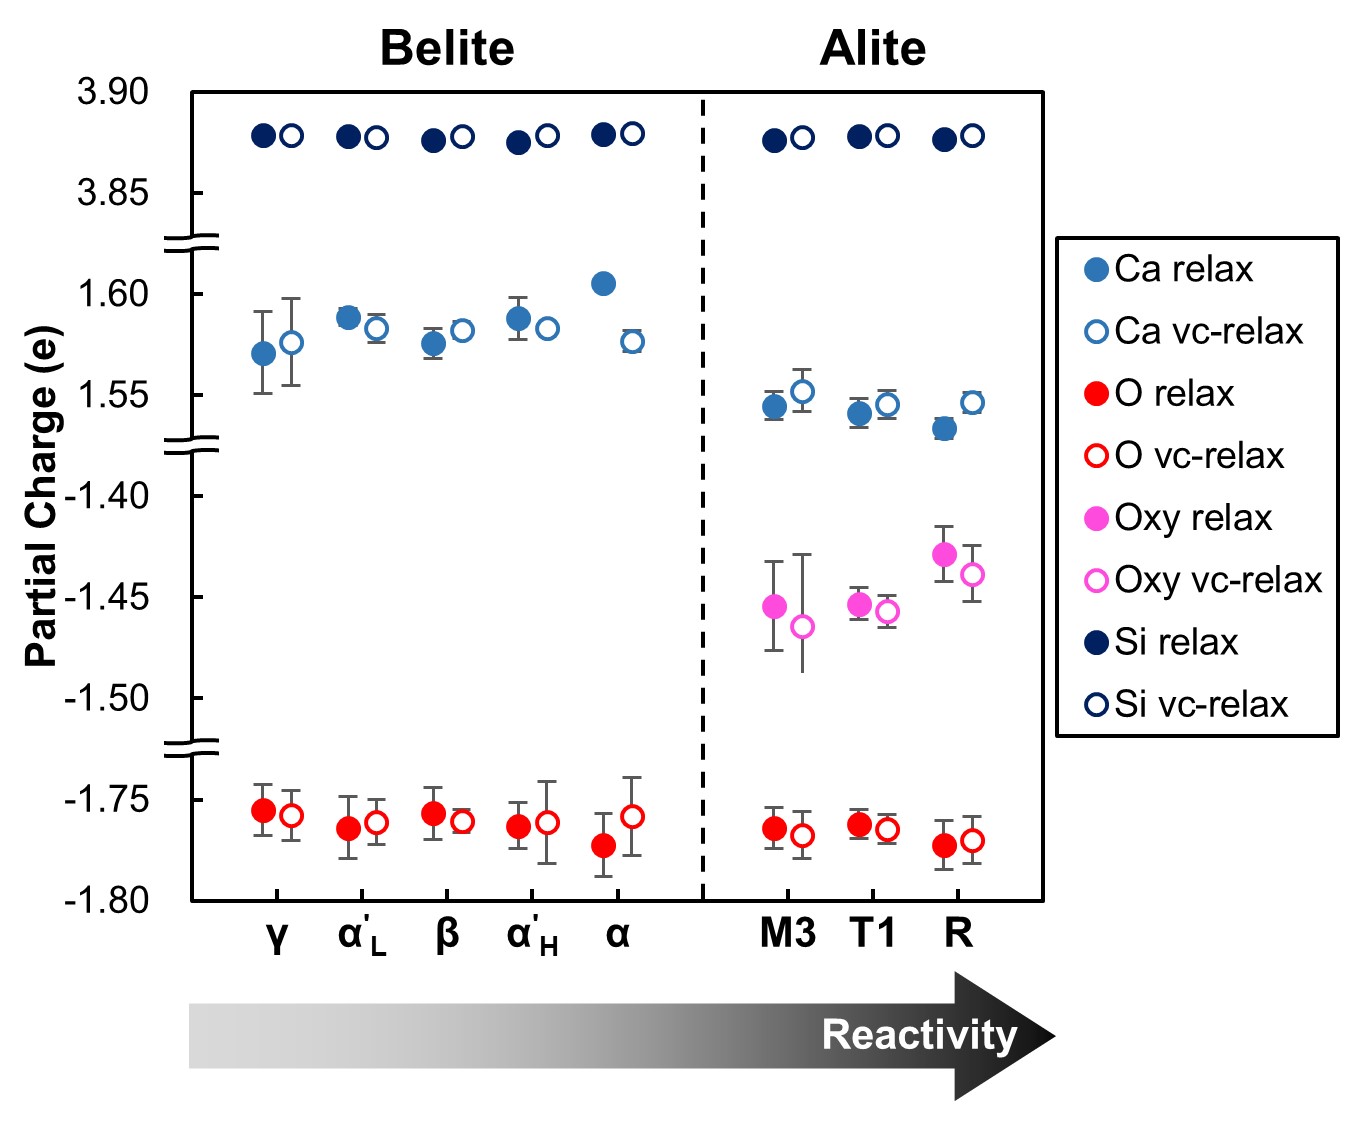 Belite Alite
3.90
3.85
1.60
1.55
-1.40
-1.45
-1.50
-1.75
-1.80
Partial Charge (e)
γ α'L β α'H α M3 T1 R
Reactivity
Ca relax
Ca vc-relax
O relax
O vc-relax
Oxy relax
Oxy vc-relax
Si relax
Si vc-relax